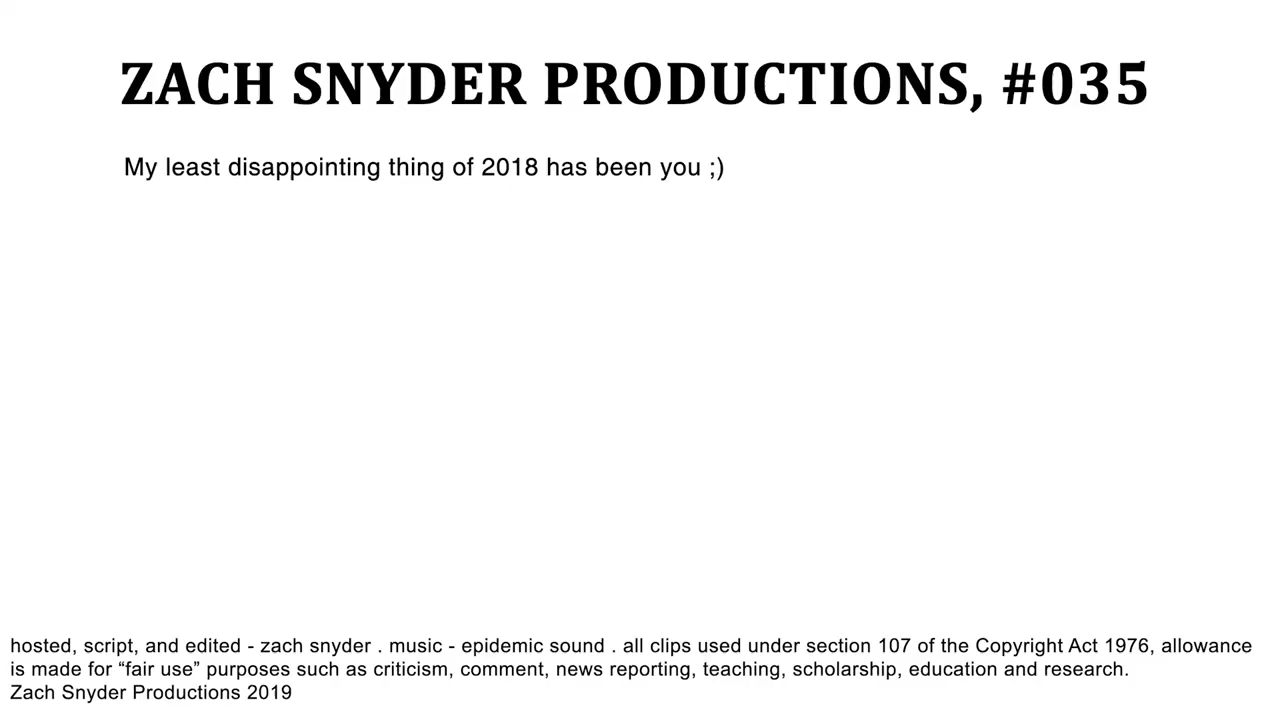 ZACH SNYDER PRODUCTIONS, #035
My least disappointing thing of 2018 has been you ;)
hosted, script, and edited - zach snyder . music - epidemic sound . all clips used under section 107 of the Copyright Act 1976, allowance
is made for “fair use” purposes such as criticism, comment, news reporting, teaching, scholarship, education and research.
Zach Snyder Productions 2019